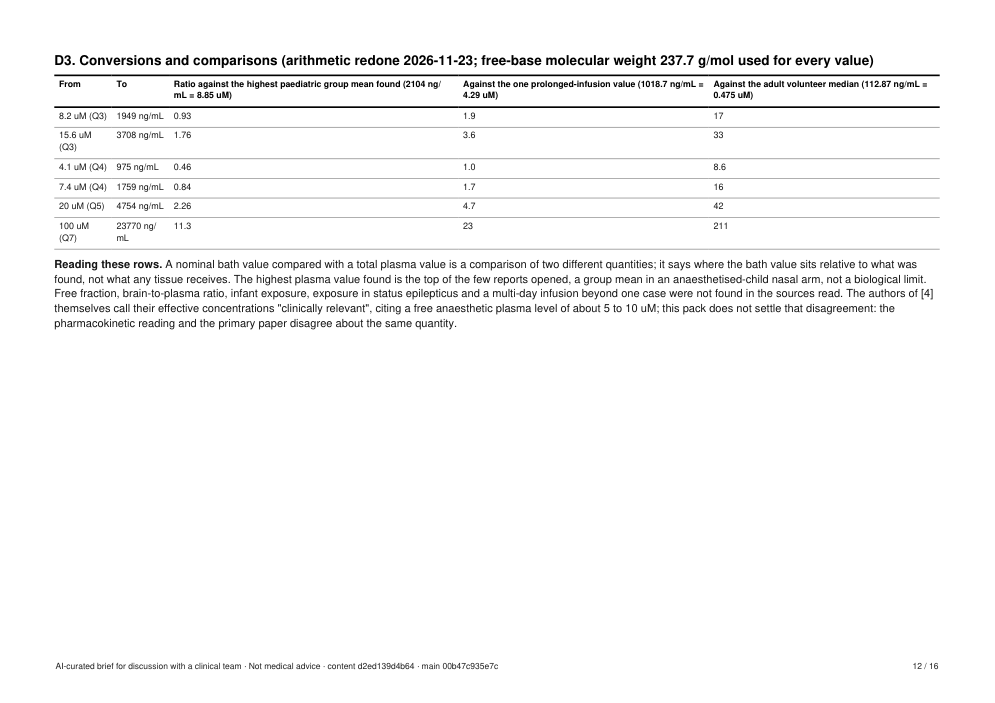 D3. Conversions and comparisons (arithmetic redone 2026-11-23; free-base molecular weight 237.7 g/mol used for every value)
From To Ratio against the highest paediatric group mean found (2104 ng/ Against the one prolonged-infusion value (1018.7 ng/mL = Against the adult volunteer median (112.87 ng/mL =
mL = 8.85 uM) 4.29 uM) 0.475 uM)
8.2 uM (Q3) 1949 ng/mL 0.93 1.9 17
15.6 uM 3708 ng/mL 1.76 3.6 33
(Q3)
4.1 uM (Q4) 975 ng/mL 0.46 1.0 8.6
7.4 uM (Q4) 1759 ng/mL 0.84 1.7 16
20 uM (Q5) 4754 ng/mL 2.26 4.7 42
100 uM 23770 ng/ 11.3 23 211
(Q7) mL
Reading these rows. A nominal bath value compared with a total plasma value is a comparison of two different quantities; it says where the bath value sits relative to what was
found, not what any tissue receives. The highest plasma value found is the top of the few reports opened, a group mean in an anaesthetised-child nasal arm, not a biological limit.
Free fraction, brain-to-plasma ratio, infant exposure, exposure in status epilepticus and a multi-day infusion beyond one case were not found in the sources read. The authors of [4]
themselves call their effective concentrations "clinically relevant", citing a free anaesthetic plasma level of about 5 to 10 uM; this pack does not settle that disagreement: the
pharmacokinetic reading and the primary paper disagree about the same quantity.
AI-curated brief for discussion with a clinical team · Not medical advice · content d2ed139d4b64 · main 00b47c935e7c 12 / 16